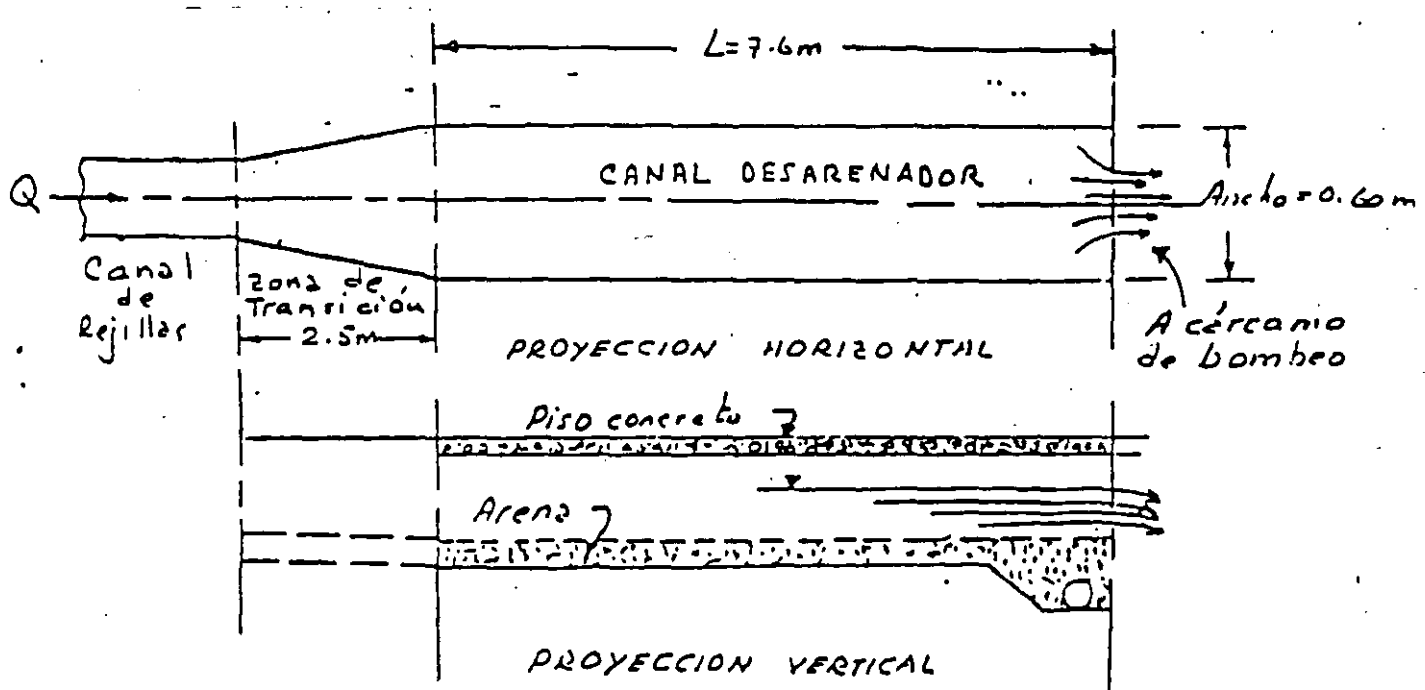 L=7.6m
Q
CANAL DESARENADOR
Ancho=0.60m
Canal
de
Rejillas
Zona de
Transición
2.5m
A cárcamo
de bombeo
PROYECCION HORIZONTAL
Piso concreto
Arena
PROYECCION VERTICAL